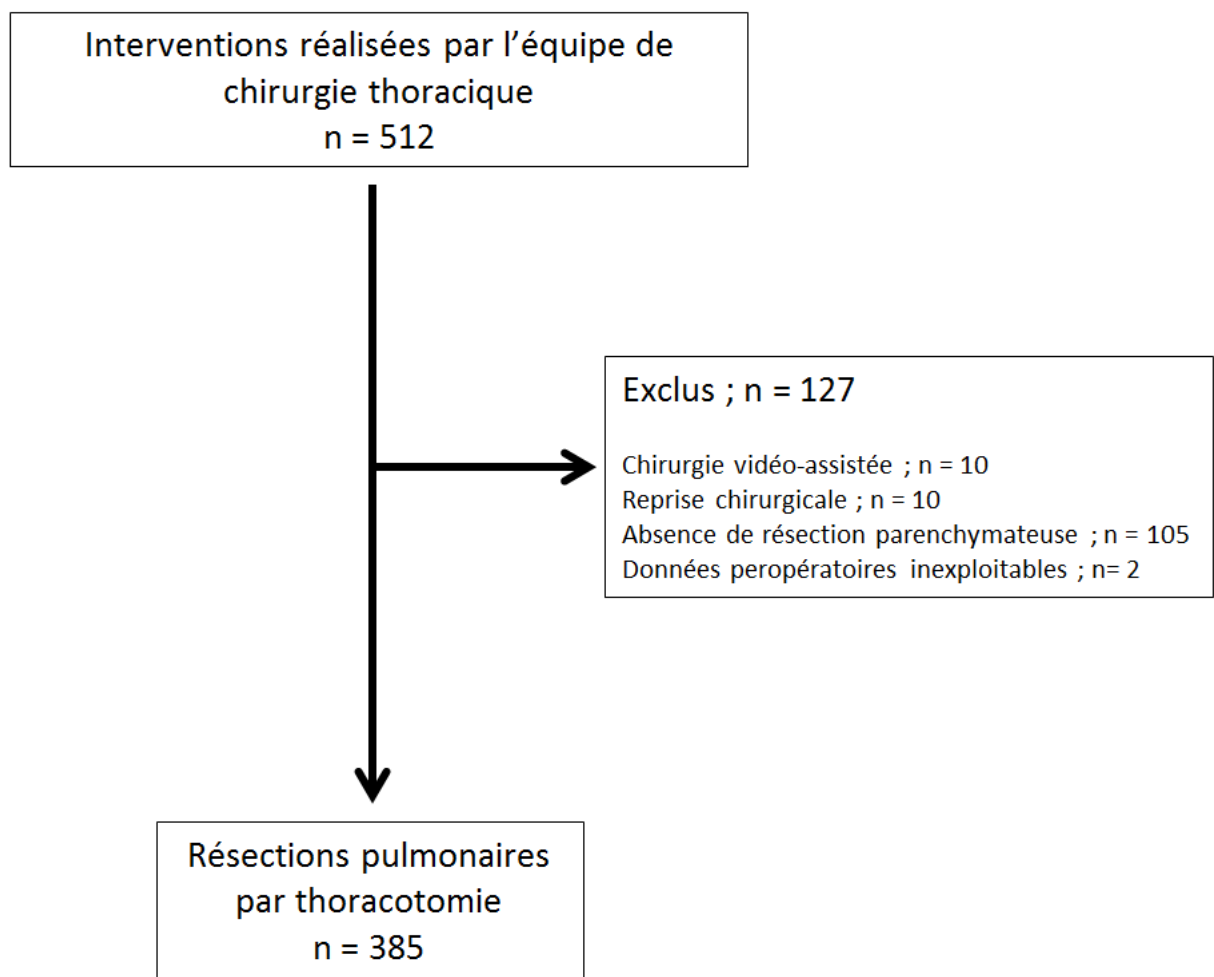 Interventions réalisées par l'équipe de
chirurgie thoracique
n = 512
Exclus ; n = 127
Chirurgie vidéo-assistée ; n = 10
Reprise chirurgicale ; n = 10
Absence de résection parenchymateuse ; n = 105
Données peropératoires inexploitables ; n= 2
Résections pulmonaires
par thoracotomie
n = 385